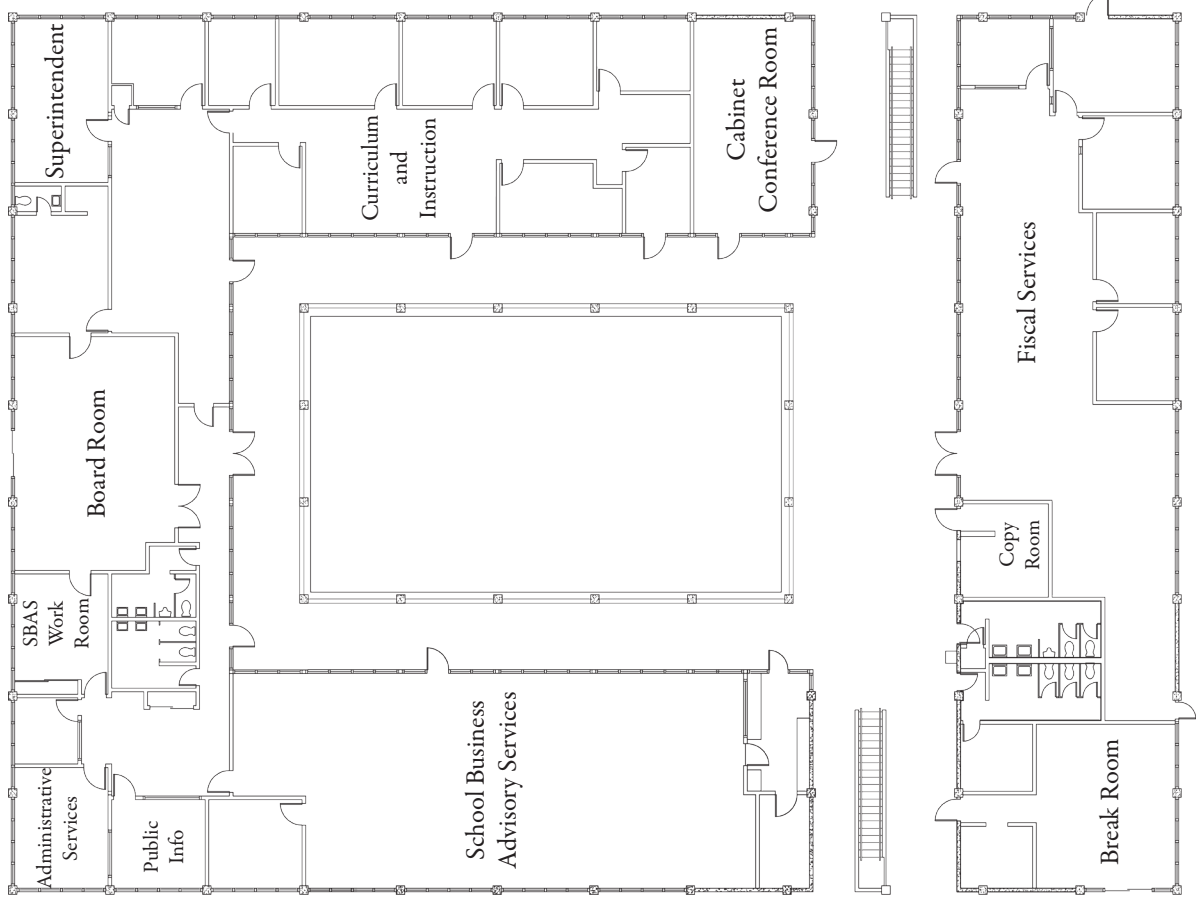 Superintendent
Curriculum
and
Instruction
Cabinet
Conference Room
Board Room
SBAS
Work
Room
Administrative
Services
Public
Info
School Business
Advisory Services
Fiscal Services
Copy
Room
Break Room